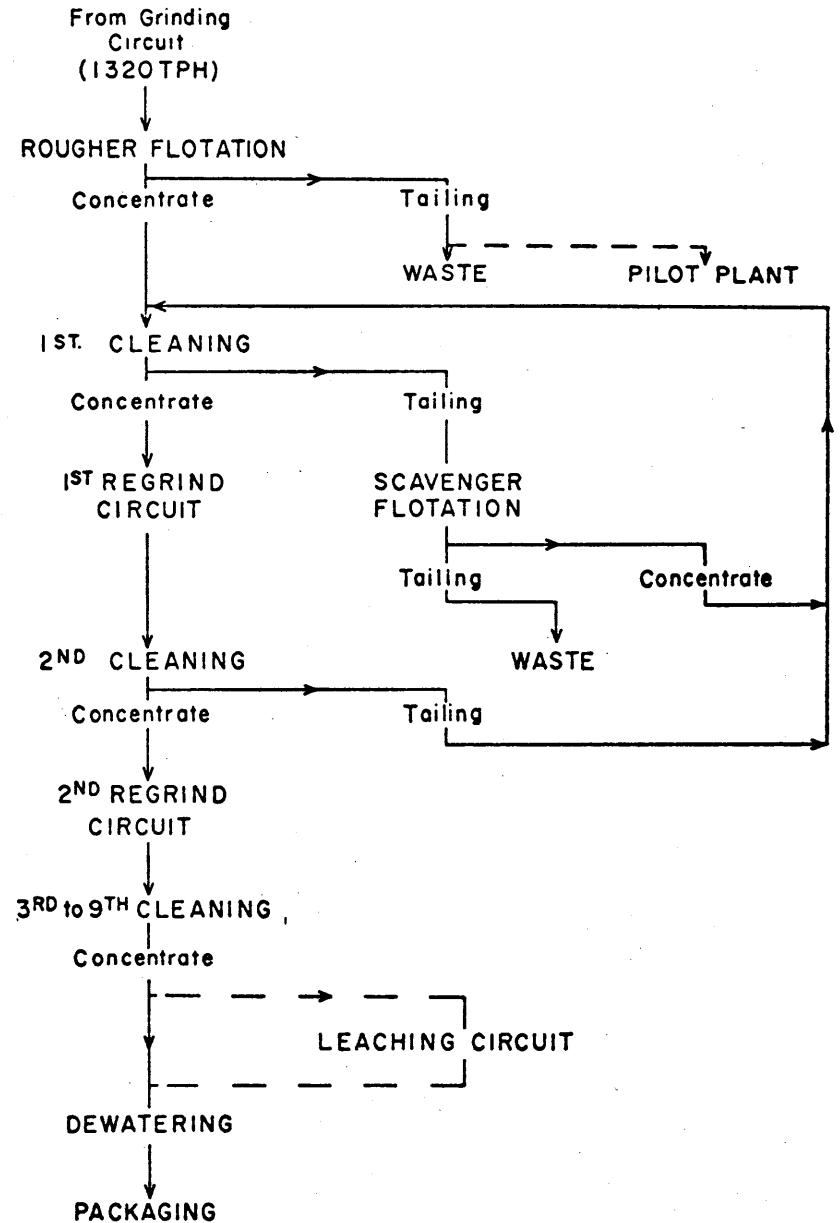 From Grinding
Circuit
(1320 TPH)
ROUGHER FLOTATION
Concentrate
Tailing
WASTE
PILOT PLANT
1ST. CLEANING
Concentrate
Tailing
1ST REGRIND
CIRCUIT
SCAVENGER
FLOTATION
Tailing
Concentrate
WASTE
2ND CLEANING
Concentrate
Tailing
2ND REGRIND
CIRCUIT
3RD to 9TH CLEANING
Concentrate
LEACHING CIRCUIT
DEWATERING
PACKAGING